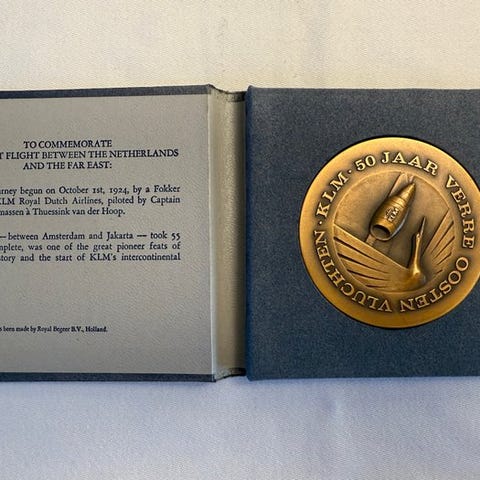 TO COMMEMORATE
T FLIGHT BETWEEN THE NETHERLANDS
AND THE FAR EAST:
urney begun on October 1st, 1924, by a Fokker
KLM Royal Dutch Airlines, piloted by Captain
massen à Thuessink van der Hoop.
— between Amsterdam and Jakarta — took 55
mplete, was one of the great pioneer feats of
story and the start of KLM's intercontinental
s been made by Royal Begeer B.V., Holland.
KLM · 50 JAAR VERRE OOSTEN VLUCHTEN ·